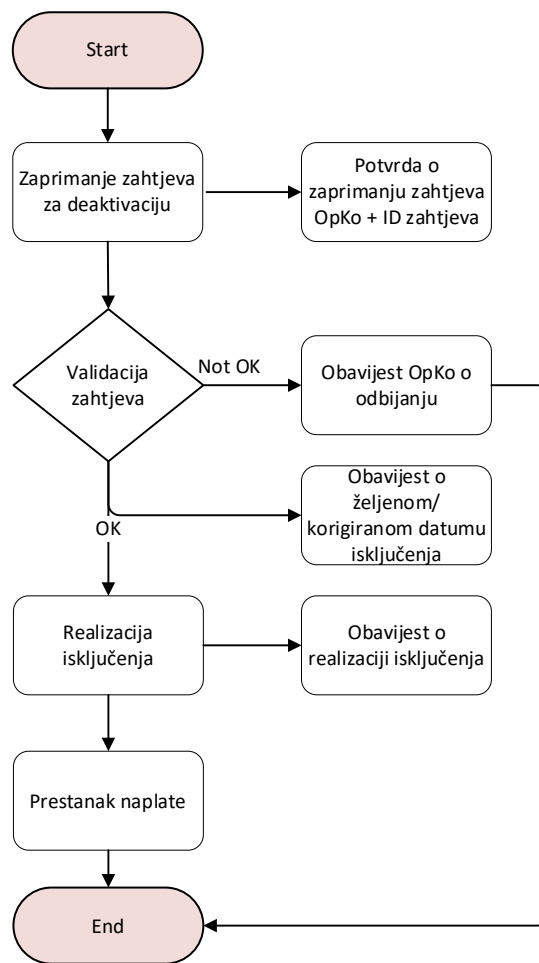 Start
Zaprimanje zahtjeva
za deaktivaciju
Potvrda o
zaprimanju zahtjeva
OpKo + ID zahtjeva
Validacija
zahtjeva
Not OK
Obavijest OpKo o
odbijanju
OK
Obavijest o
željenom/
korigiranom datumu
isključenja
Realizacija
isključenja
Obavijest o
realizaciji isključenja
Prestanak naplate
End